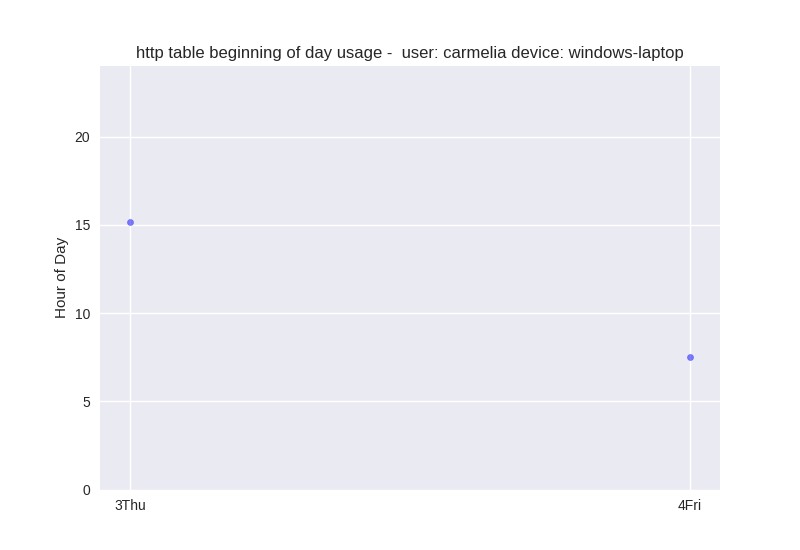 http table beginning of day usage -  user: carmelia device: windows-laptop
20
15
10
5
0
Hour of Day
3Thu
4Fri